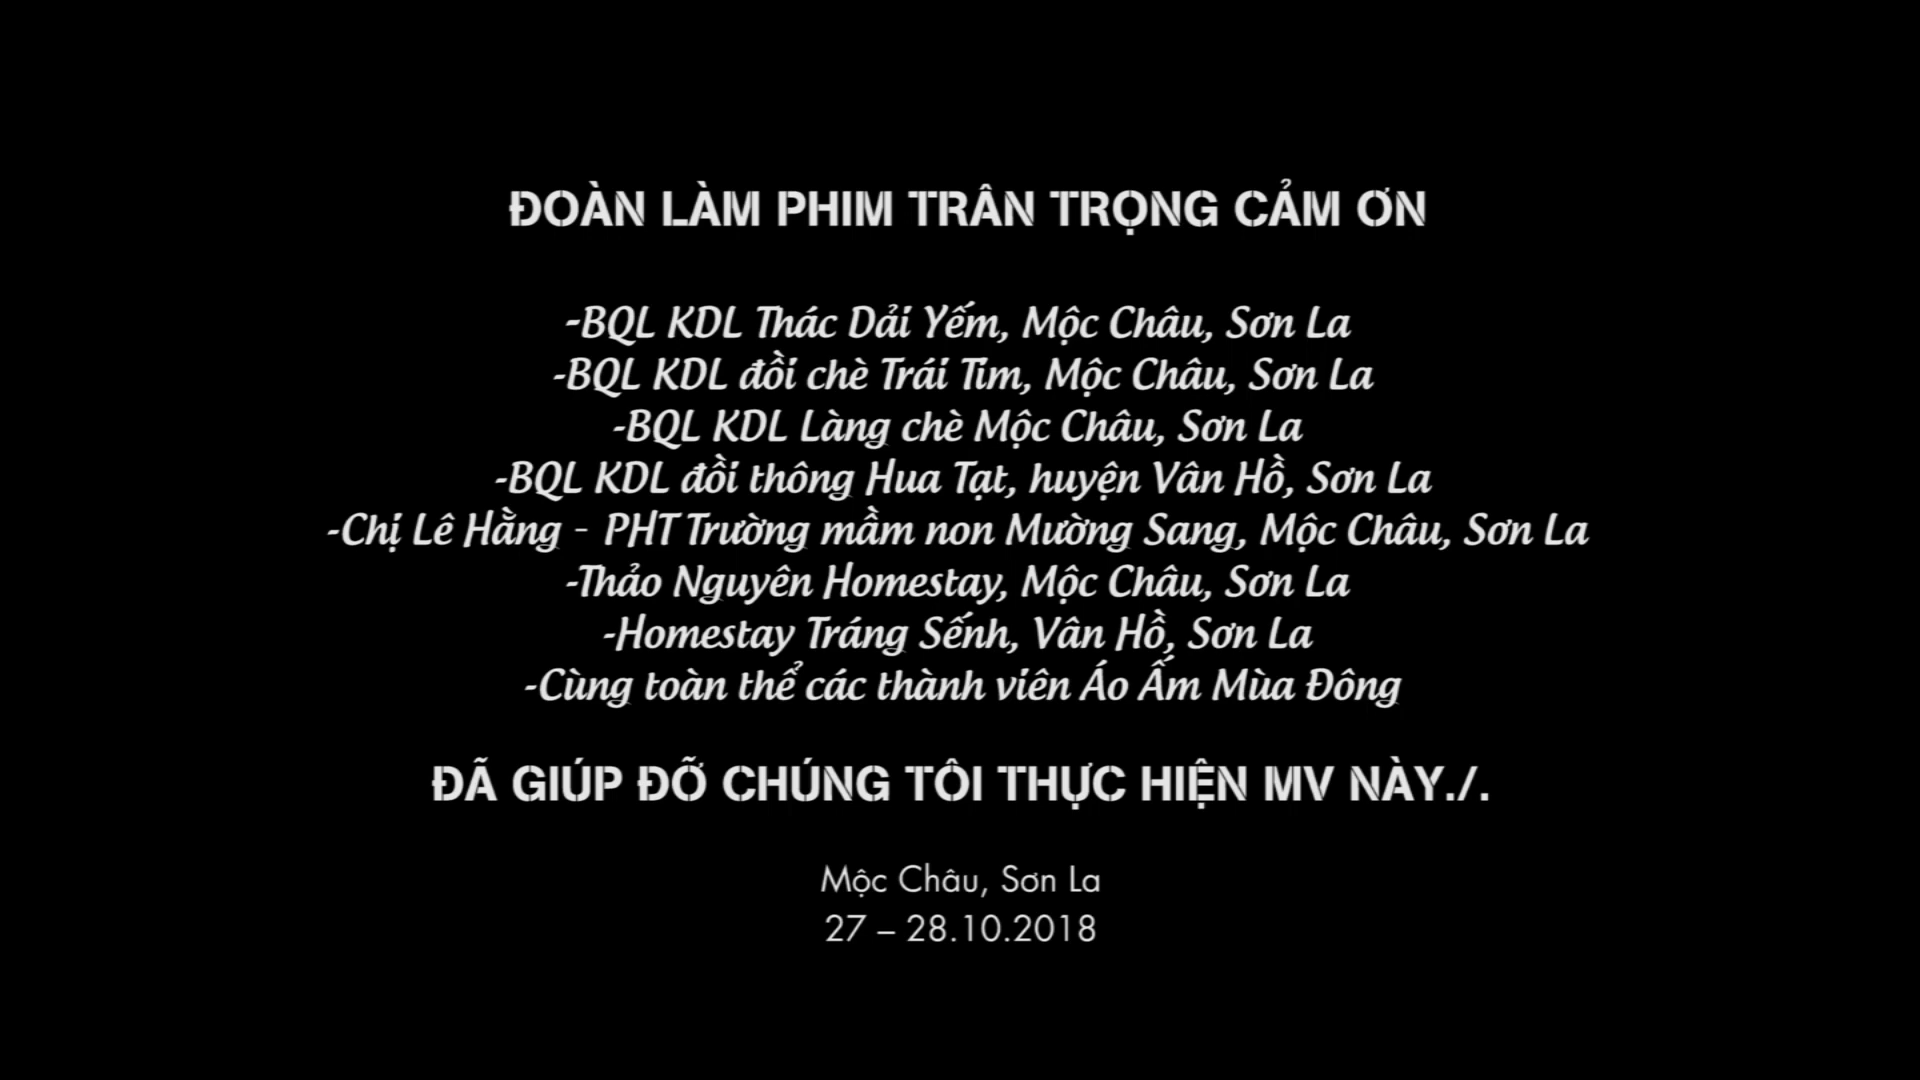 ĐOÀN LÀM PHIM TRÂN TRỌNG CẢM ƠN
-BQL KDL Thác Dải Yếm, Mộc Châu, Sơn La
-BQL KDL đồi chè Trái Tim, Mộc Châu, Sơn La
-BQL KDL Làng chè Mộc Châu, Sơn La
-BQL KDL đồi thông Hua Tạt, huyện Vân Hồ, Sơn La
-Chị Lê Hằng - PHT Trường mầm non Mường Sang, Mộc Châu, Sơn La
-Thảo Nguyên Homestay, Mộc Châu, Sơn La
-Homestay Tráng Sếnh, Vân Hồ, Sơn La
-Cùng toàn thể các thành viên Áo Ấm Mùa Đông
ĐÃ GIÚP ĐỠ CHÚNG TÔI THỰC HIỆN MV NÀY./.
Mộc Châu, Sơn La
27 – 28.10.2018